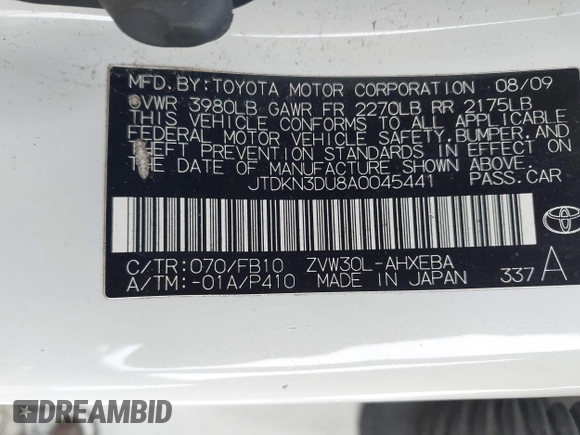 MFD. BY: TOYOTA MOTOR CORPORATION 08/09
GVWR 3980LB GAWR FR 2270LB RR 2175LB
THIS VEHICLE CONFORMS TO ALL APPLICABLE
FEDERAL MOTOR VEHICLE SAFETY, BUMPER, AND
THEFT PREVENTION STANDARDS IN EFFECT ON
THE DATE OF MANUFACTURE SHOWN ABOVE.
JTDKN3DU8A0045441 PASS. CAR
C/TR: 070/FB10 ZVW30L-AHXEBA
A/TM: -01A/P410 MADE IN JAPAN 337 A
DREAMBID